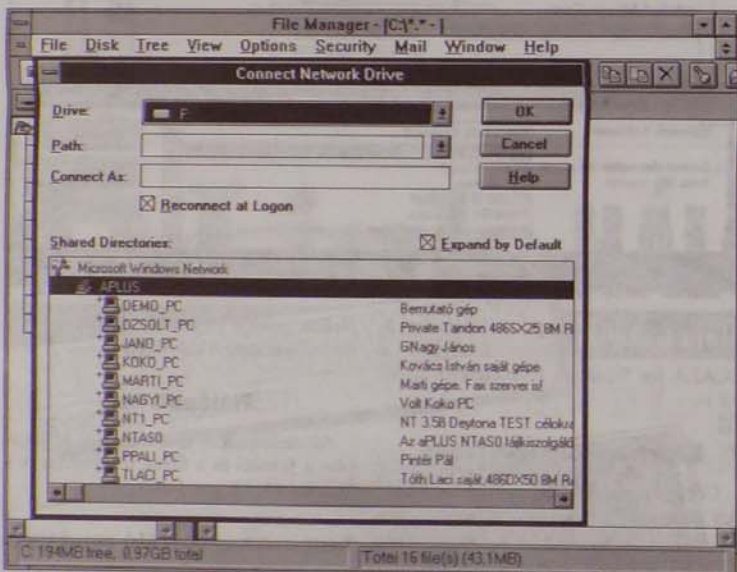 File Manager - [C:\*.* - ]
File Disk Tree View Options Security Mail Window Help
Connect Network Drive
Drive: F: OK
Path: Cancel
Connect As: Help
Reconnect at Logon
Shared Directories: Expand by Default
Microsoft Windows Network
APLUS
DEMO_PC Bemutató gép
DZSOLT_PC Private Tandon 486SX25 8M
JANO_PC GNagy János
KOKO_PC Kovács István saját gépe
MARTI_PC Marti gépe. Fax szerver is!
NAGYI_PC Volt Koko PC
NT1_PC NT 3.5B Deytona TEST célokra
NTAS0 Az aPLUS NTAS0
PPALI_PC Pintér Pál
TLACI_PC Tóth Laci saját 486DX50 8M
C: 194MB free, 0.97GB total Total 16 file(s) (43.1MB)